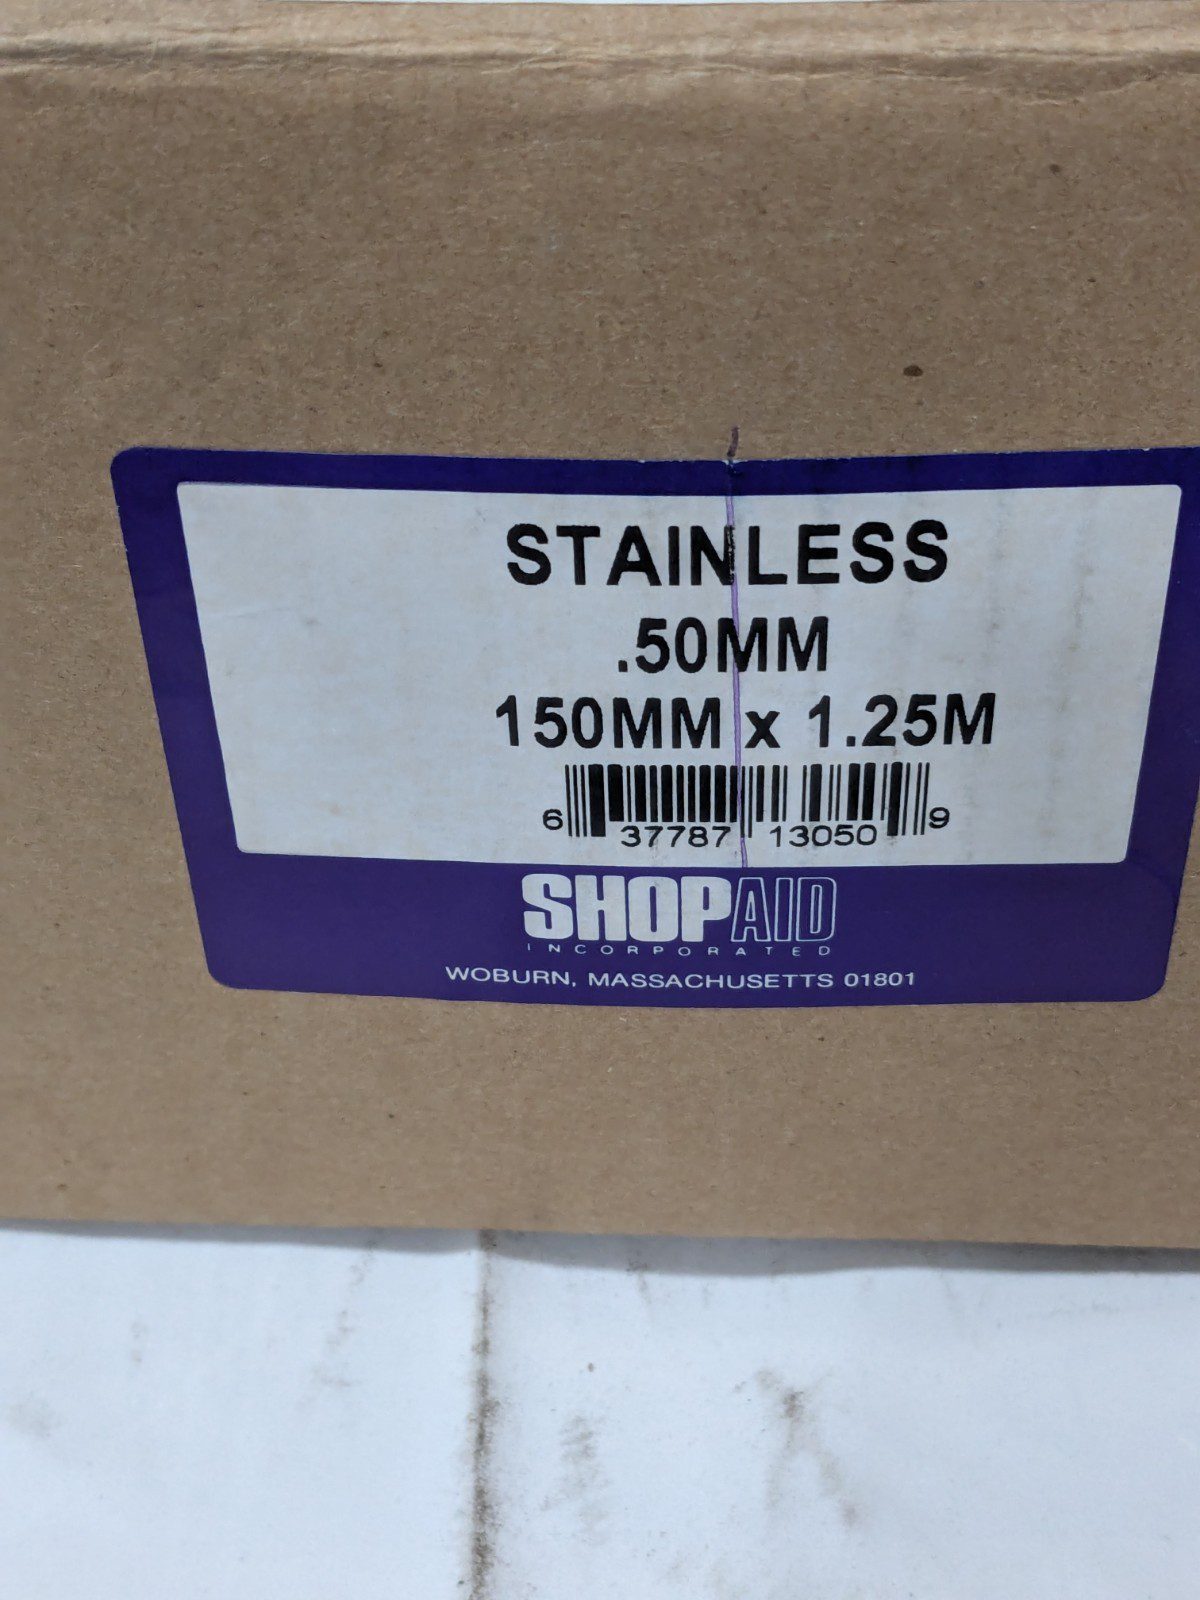 STAINLESS
.50MM
150MM x 1.25M
6 37787 13050 9
SHOPAID
INCORPORATED
WOBURN, MASSACHUSETTS 01801